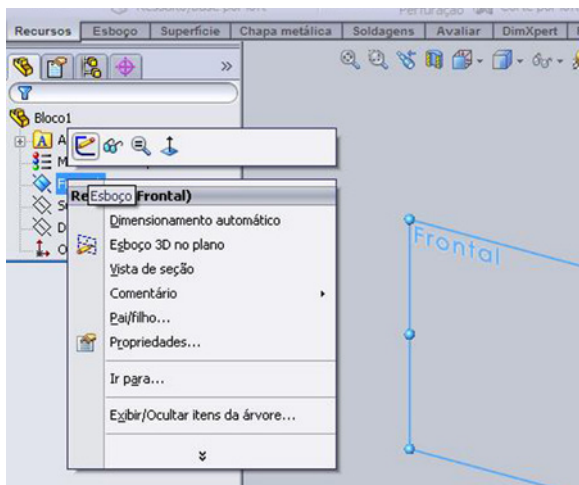 Recursos Esboço Superfície Chapa metálica Soldagens Avaliar DimXpert
»
Bloco1
A
M
F
S
D
O
Esboço
Re Frontal)
Dimensionamento automático
Esboço 3D no plano
Vista de seção
Comentário
Pai/filho...
Propriedades...
Ir para...
Exibir/Ocultar itens da árvore...
Frontal